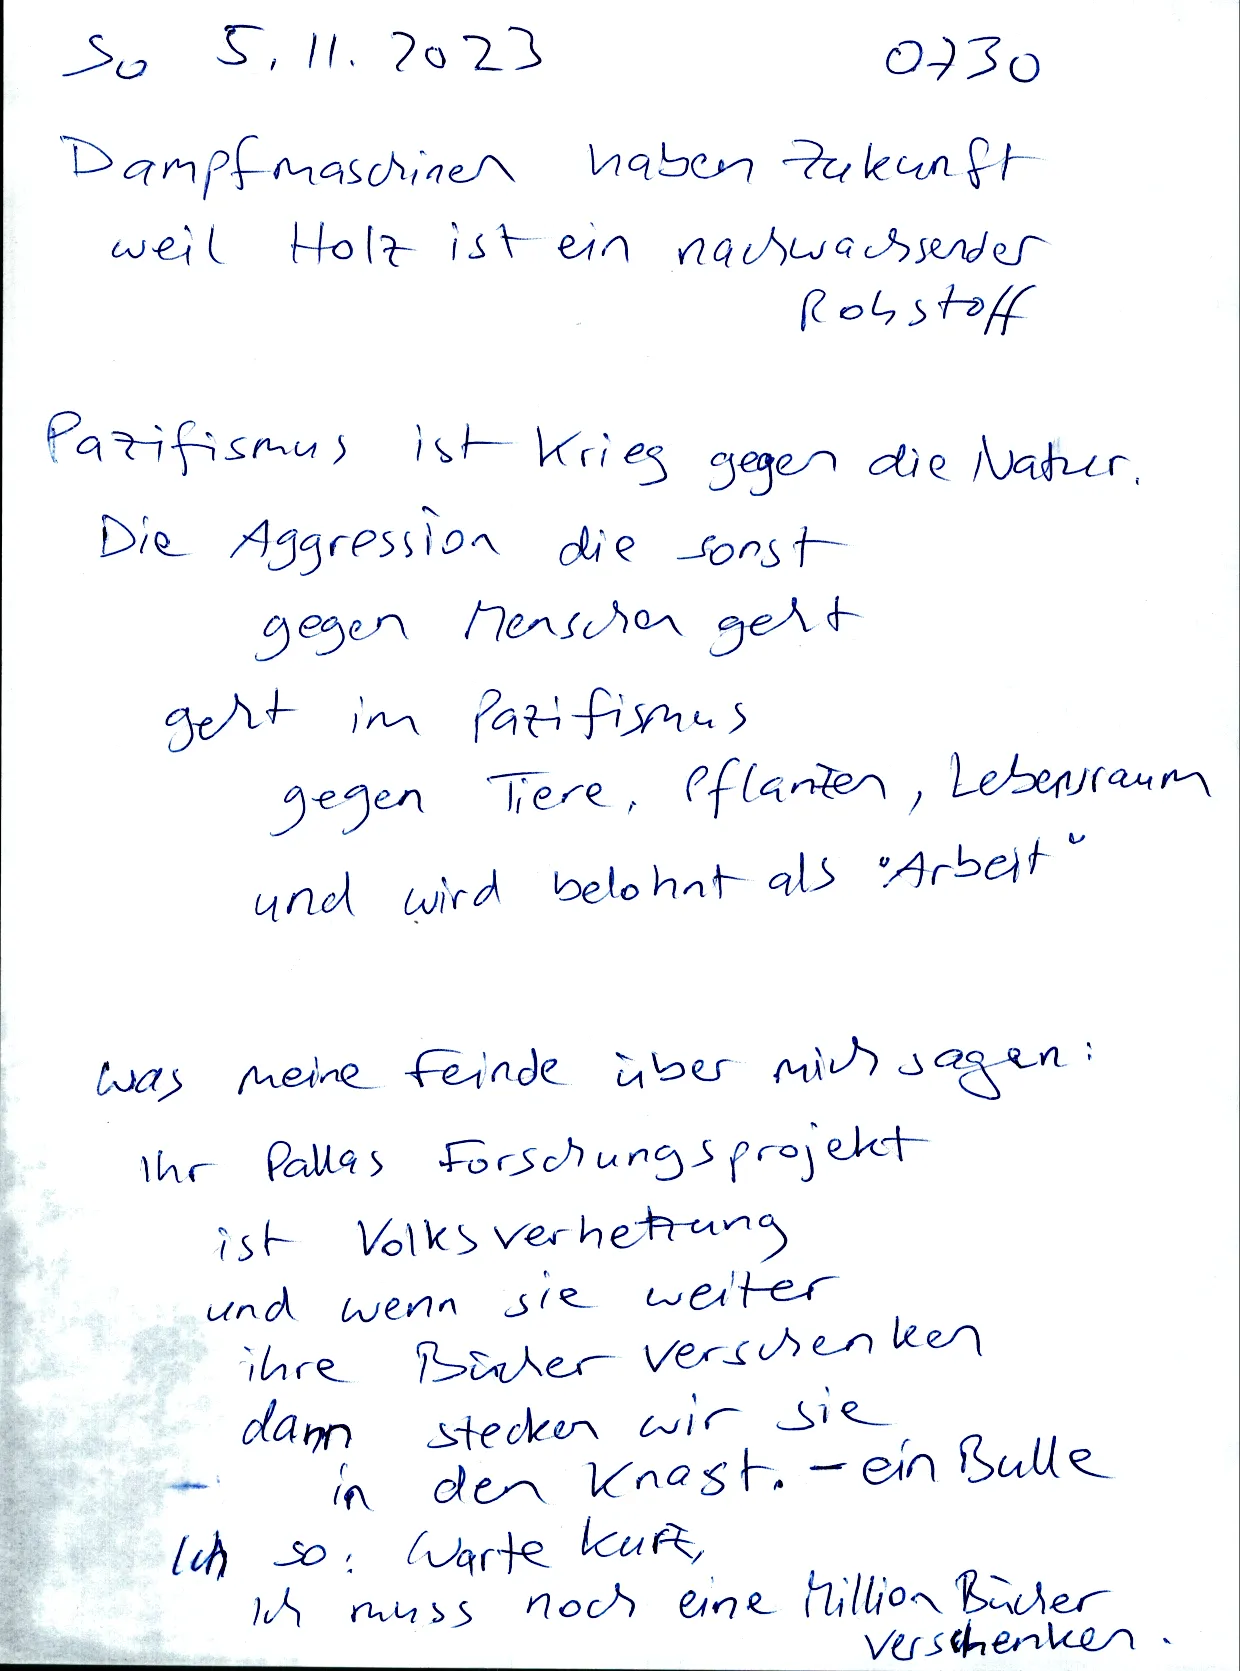 So 5.11.2023 0730
Dampfmaschinen haben Zukunft
weil Holz ist ein nachwachsender
Rohstoff
Pazifismus ist Krieg gegen die Natur.
Die Aggression die sonst
gegen Menschen geht
geht im Pazifismus
gegen Tiere, Pflanzen, Lebensraum
und wird belohnt als "Arbeit"
was meine Feinde über mich sagen:
Ihr Pallas Forschungsprojekt
ist Volksverhetzung
und wenn sie weiter
ihre Bücher verschenken
dann stecken wir sie
in den Knast. - ein Bulle
Ich so: Warte kurz,
ich muss noch eine Million Bücher
verschenken.